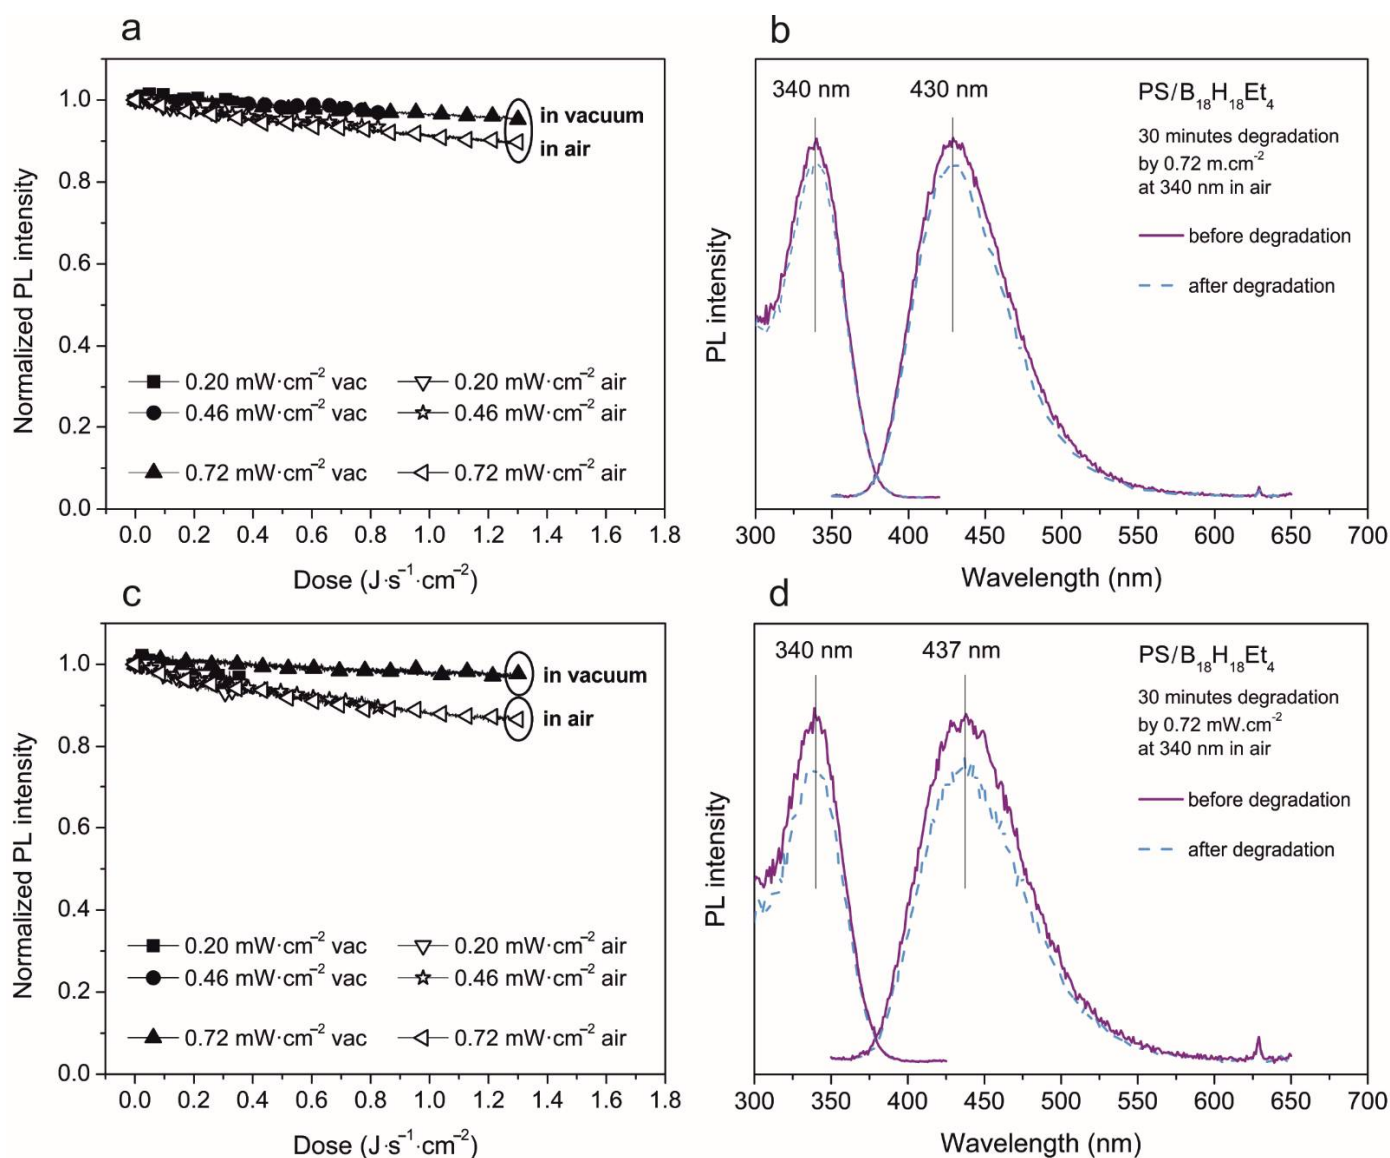 a
Normalized PL intensity
1.0
0.8
0.6
0.4
0.2
0.0
in vacuum
in air
0.20 mW·cm⁻² vac
0.20 mW·cm⁻² air
0.46 mW·cm⁻² vac
0.46 mW·cm⁻² air
0.72 mW·cm⁻² vac
0.72 mW·cm⁻² air
0.0 0.2 0.4 0.6 0.8 1.0 1.2 1.4 1.6 1.8
Dose (J·s⁻¹·cm⁻²)
b
PL intensity
340 nm
430 nm
PS/B₁₈H₁₈Et₄
30 minutes degradation
by 0.72 m.cm⁻²
at 340 nm in air
before degradation
after degradation
300 350 400 450 500 550 600 650 700
Wavelength (nm)
c
Normalized PL intensity
1.0
0.8
0.6
0.4
0.2
0.0
in vacuum
in air
0.20 mW·cm⁻² vac
0.20 mW·cm⁻² air
0.46 mW·cm⁻² vac
0.46 mW·cm⁻² air
0.72 mW·cm⁻² vac
0.72 mW·cm⁻² air
0.0 0.2 0.4 0.6 0.8 1.0 1.2 1.4 1.6 1.8
Dose (J·s⁻¹·cm⁻²)
d
PL intensity
340 nm
437 nm
PS/B₁₈H₁₈Et₄
30 minutes degradation
by 0.72 mW.cm⁻²
at 340 nm in air
before degradation
after degradation
300 350 400 450 500 550 600 650 700
Wavelength (nm)